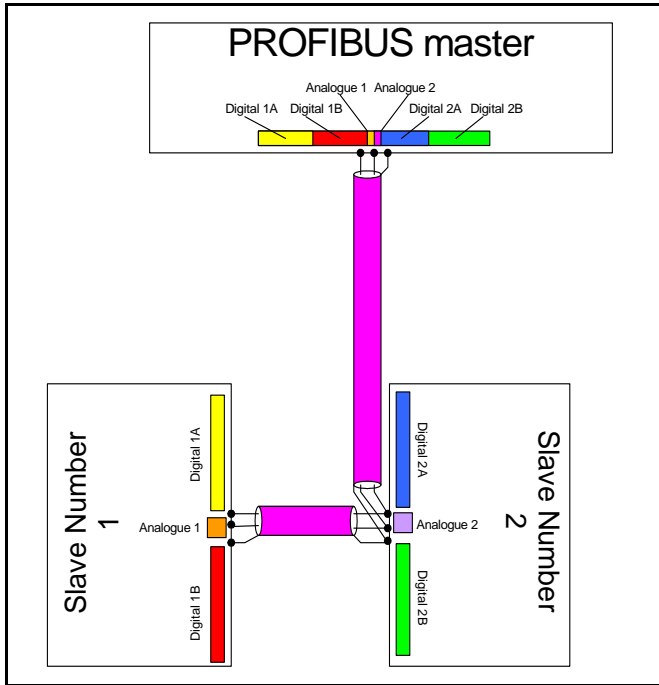 PROFIBUS master
Analogue 1 Analogue 2
Digital 1A Digital 1B Digital 2A Digital 2B
Slave Number
1
Digital 1A
Analogue 1
Digital 1B
Digital 2A
Analogue 2
Digital 2B
Slave Number
2